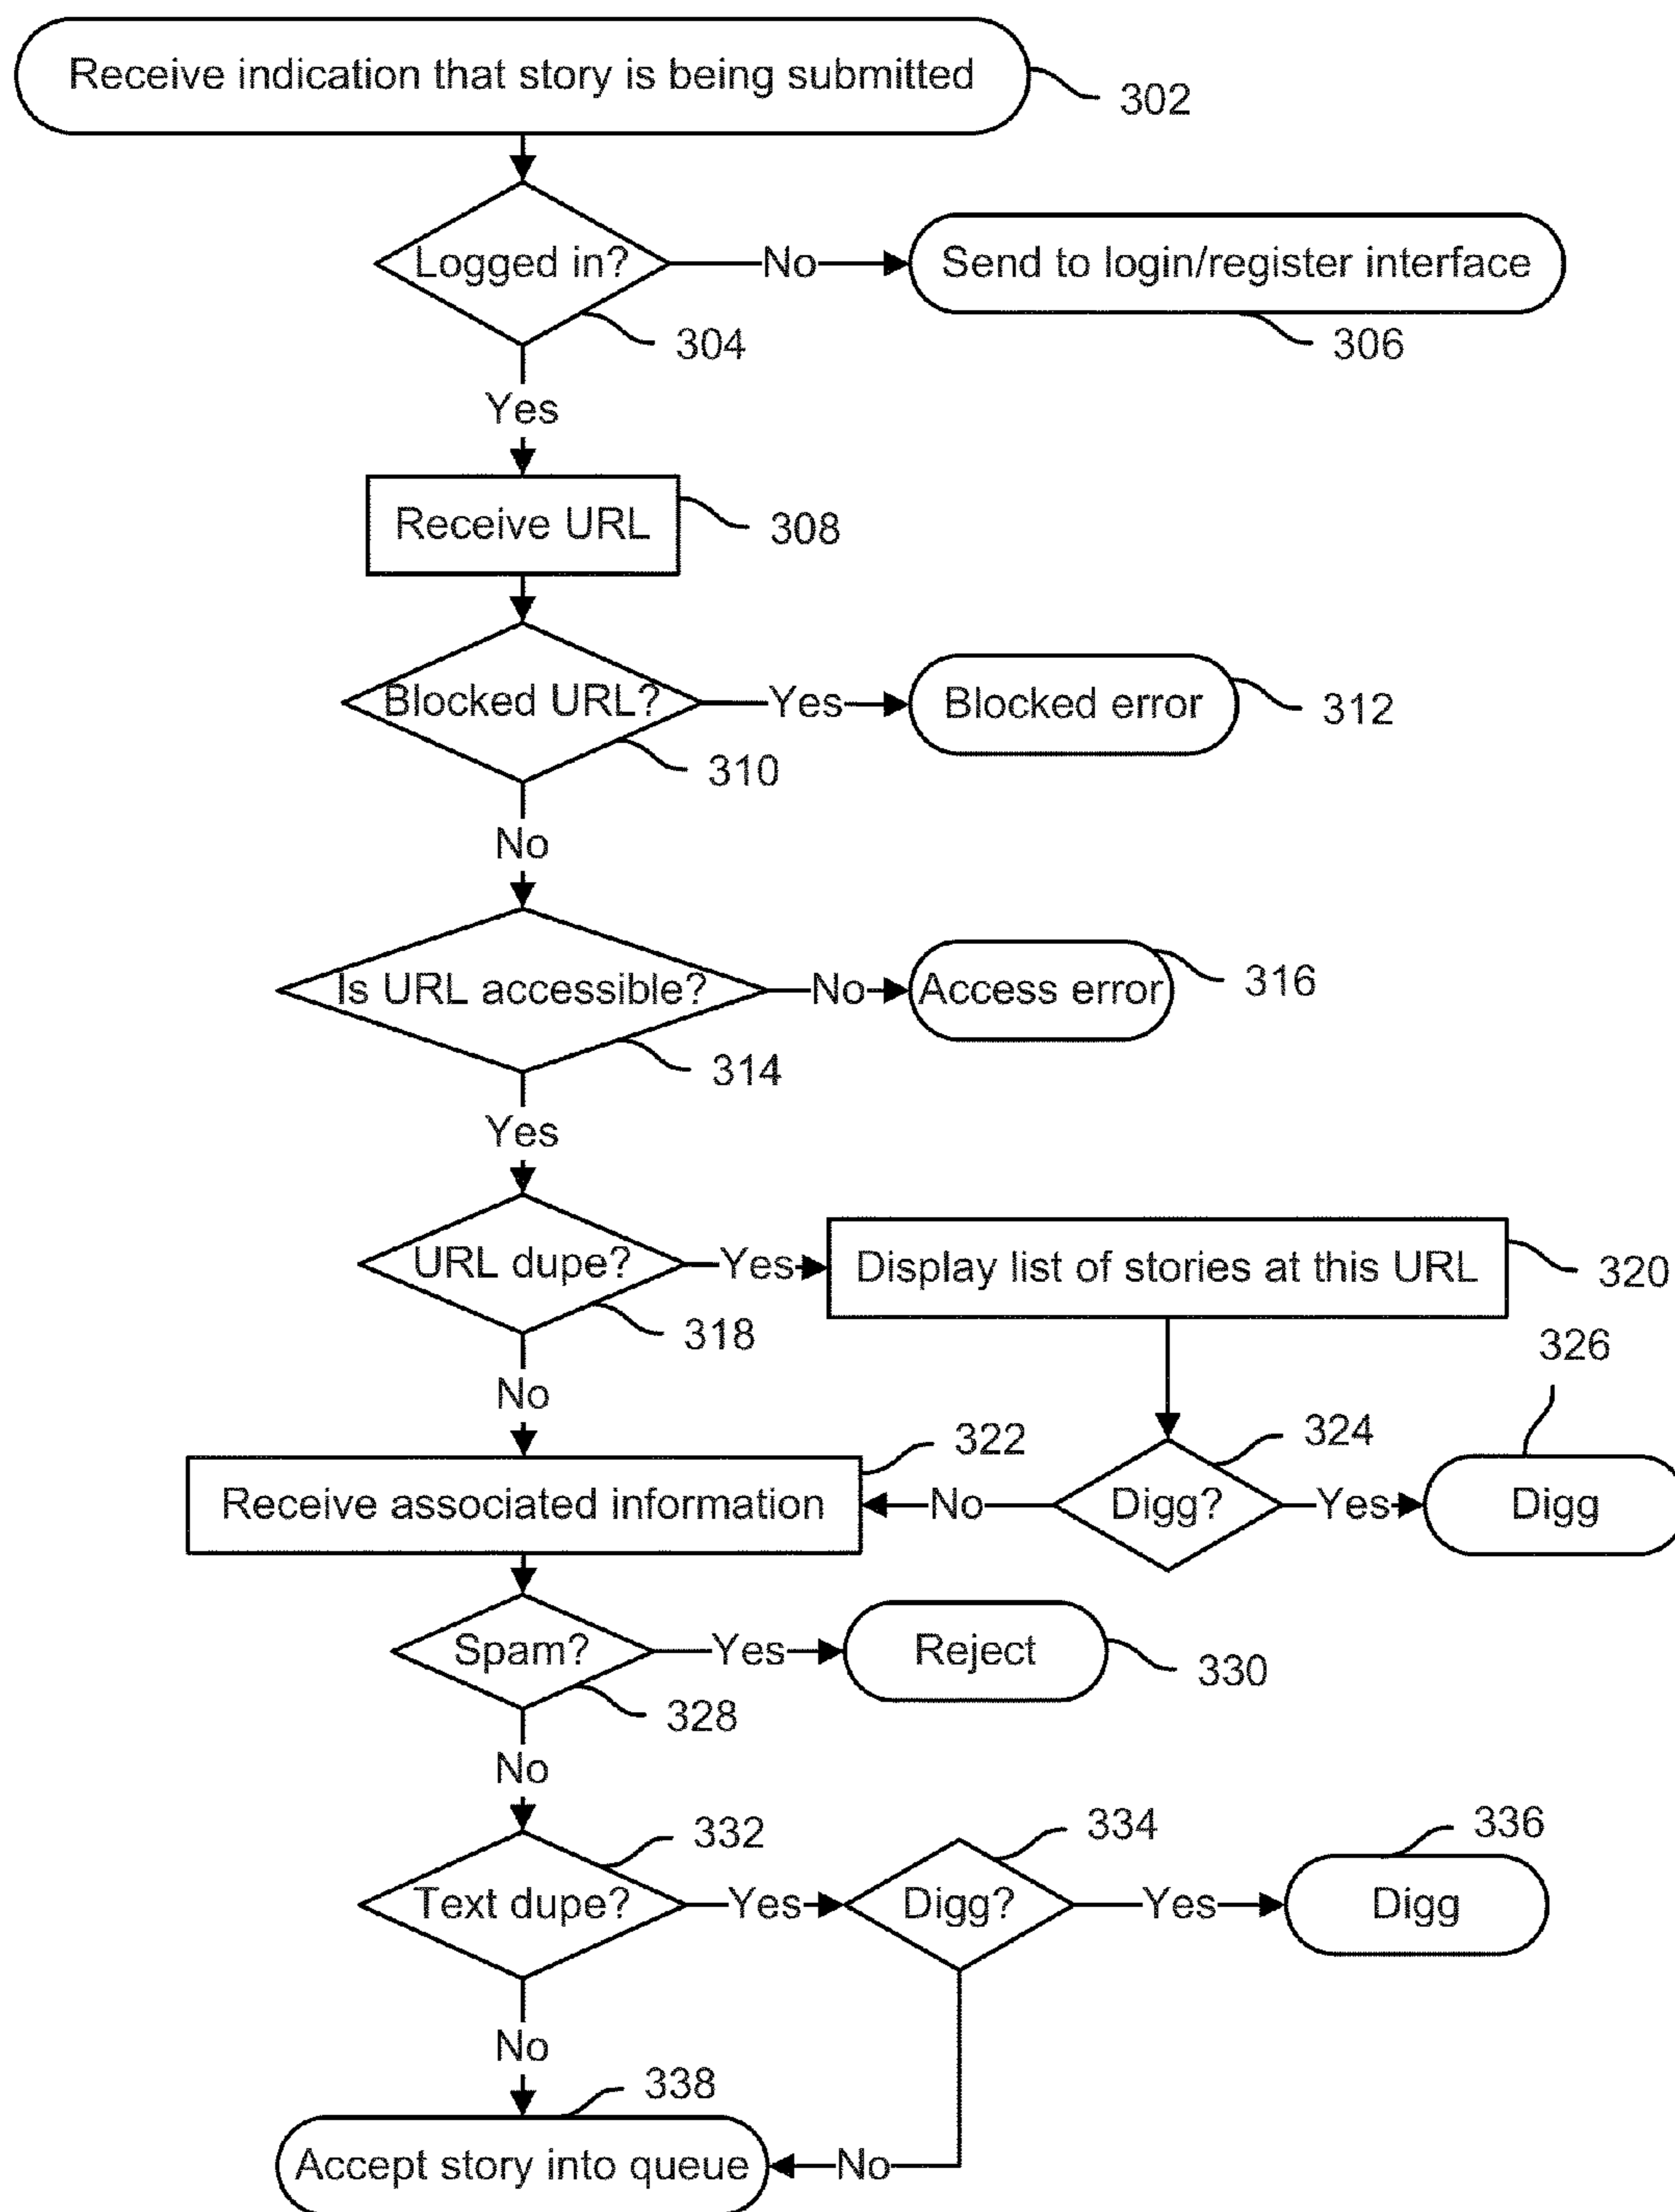 Receive indication that story is being submitted
302
Logged in?
No
Send to login/register interface
304
306
Yes
Receive URL
308
Blocked URL?
Yes
Blocked error
312
310
No
Is URL accessible?
No
Access error
316
314
Yes
URL dupe?
Yes
Display list of stories at this URL
320
318
326
No
322
324
Receive associated information
No
Digg?
Yes
Digg
Spam?
Yes
Reject
330
328
No
332
334
336
Text dupe?
Yes
Digg?
Yes
Digg
No
338
Accept story into queue
No